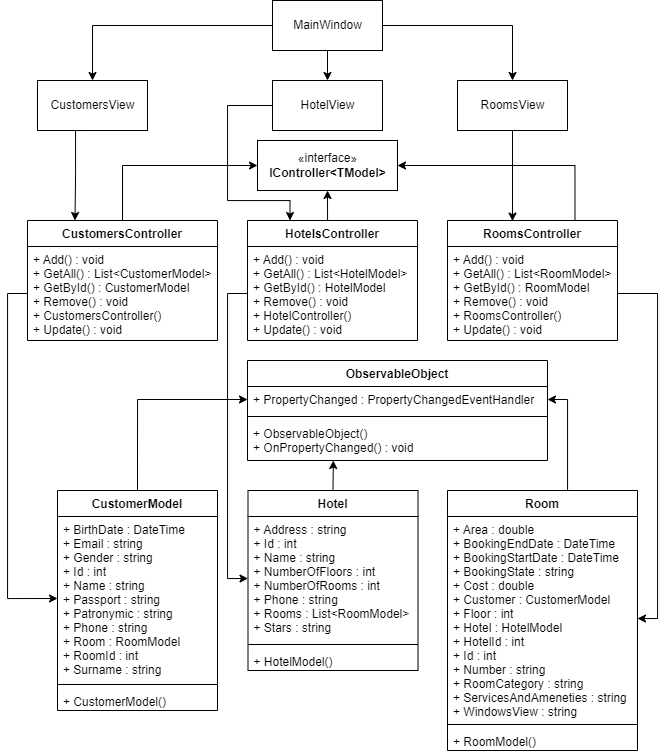 MainWindow
CustomersView
HotelView
RoomsView
«interface»
IController<TModel>
CustomersController
+ Add() : void
+ GetAll() : List<CustomerModel>
+ GetById() : CustomerModel
+ Remove() : void
+ CustomersController()
+ Update() : void
HotelsController
+ Add() : void
+ GetAll() : List<HotelModel>
+ GetById() : HotelModel
+ Remove() : void
+ HotelController()
+ Update() : void
RoomsController
+ Add() : void
+ GetAll() : List<RoomModel>
+ GetById() : RoomModel
+ Remove() : void
+ RoomsController()
+ Update() : void
ObservableObject
+ PropertyChanged : PropertyChangedEventHandler
+ ObservableObject()
+ OnPropertyChanged() : void
CustomerModel
+ BirthDate : DateTime
+ Email : string
+ Gender : string
+ Id : int
+ Name : string
+ Passport : string
+ Patronymic : string
+ Phone : string
+ Room : RoomModel
+ RoomId : int
+ Surname : string
+ CustomerModel()
Hotel
+ Address : string
+ Id : int
+ Name : string
+ NumberOfFloors : int
+ NumberOfRooms : int
+ Phone : string
+ Rooms : List<RoomModel>
+ Stars : string
+ HotelModel()
Room
+ Area : double
+ BookingEndDate : DateTime
+ BookingStartDate : DateTime
+ BookingState : string
+ Cost : double
+ Customer : CustomerModel
+ Floor : int
+ Hotel : HotelModel
+ HotelId : int
+ Id : int
+ Number : string
+ RoomCategory : string
+ ServicesAndAmeneties : string
+ WindowsView : string
+ RoomModel()